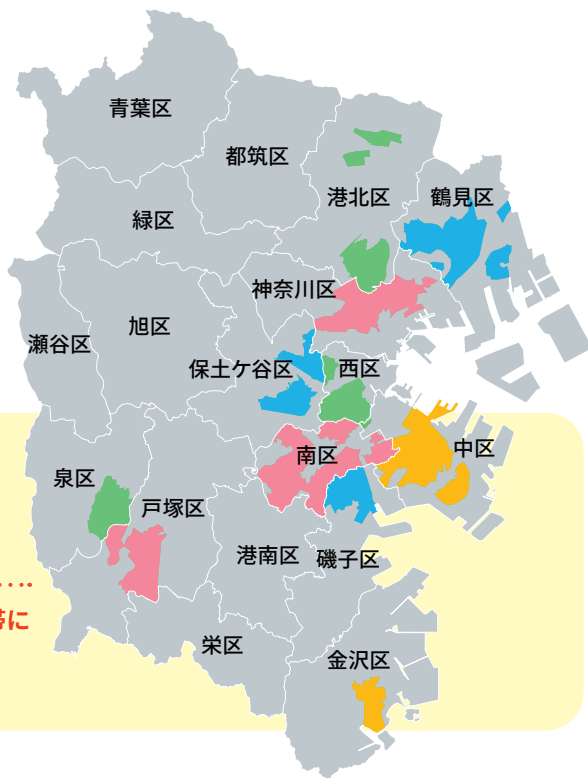 青葉区
都筑区
港北区
鶴見区
緑区
神奈川区
旭区
瀬谷区
保土ケ谷区
西区
中区
南区
泉区
戸塚区
港南区
磯子区
に
栄区
金沢区